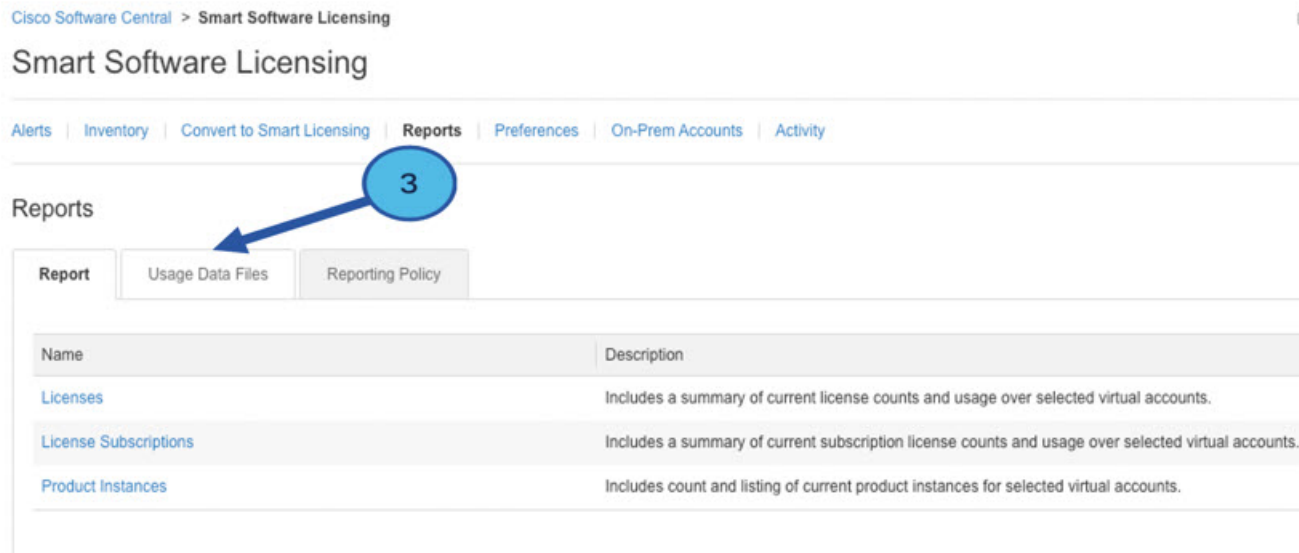 Cisco Software Central > Smart Software Licensing
Smart Software Licensing
Alerts | Inventory | Convert to Smart Licensing | Reports | Preferences | On-Prem Accounts | Activity
3
Reports
Report Usage Data Files Reporting Policy
Name Description
Licenses Includes a summary of current license counts and usage over selected virtual accounts.
License Subscriptions Includes a summary of current subscription license counts and usage over selected virtual accounts.
Product Instances Includes count and listing of current product instances for selected virtual accounts.